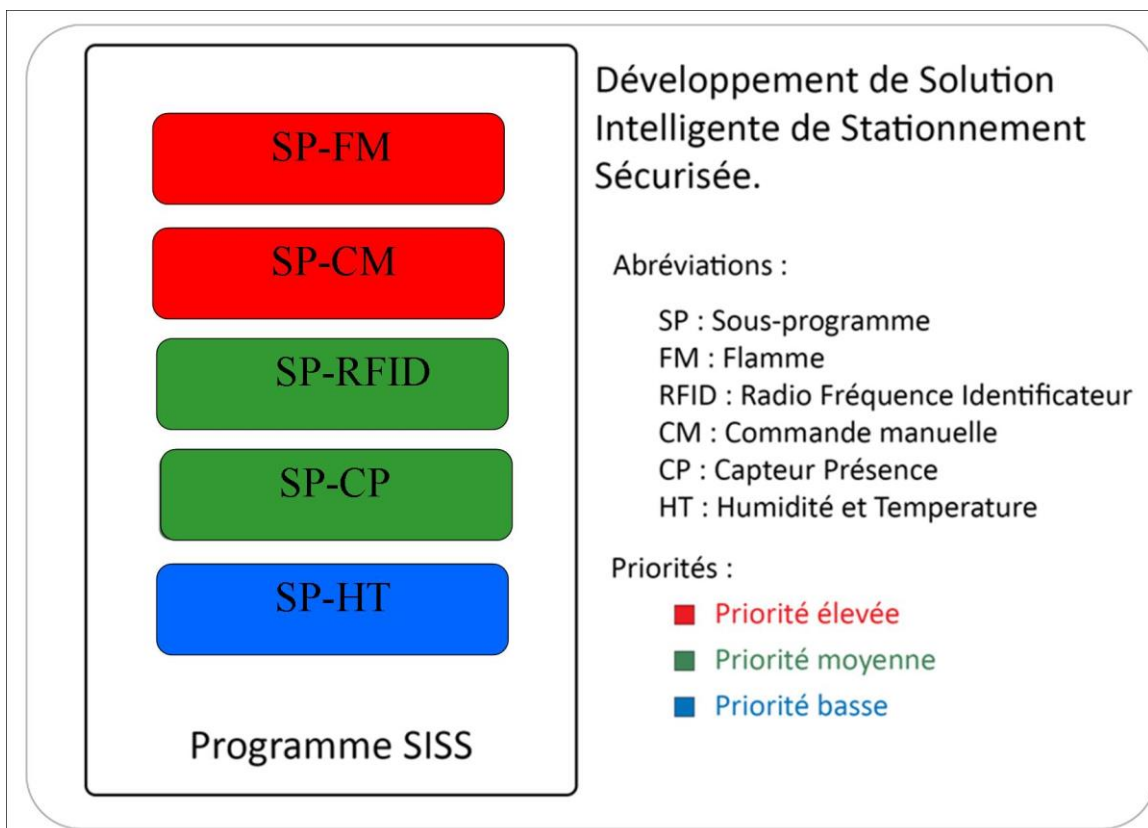 SP-FM
SP-CM
SP-RFID
SP-CP
SP-HT
Programme SISS
Développement de Solution
Intelligente de Stationnement
Sécurisée.
Abréviations :
SP : Sous-programme
FM : Flamme
RFID : Radio Fréquence Identificateur
CM : Commande manuelle
CP : Capteur Présence
HT : Humidité et Temperature
Priorités :
Priorité élevée
Priorité moyenne
Priorité basse